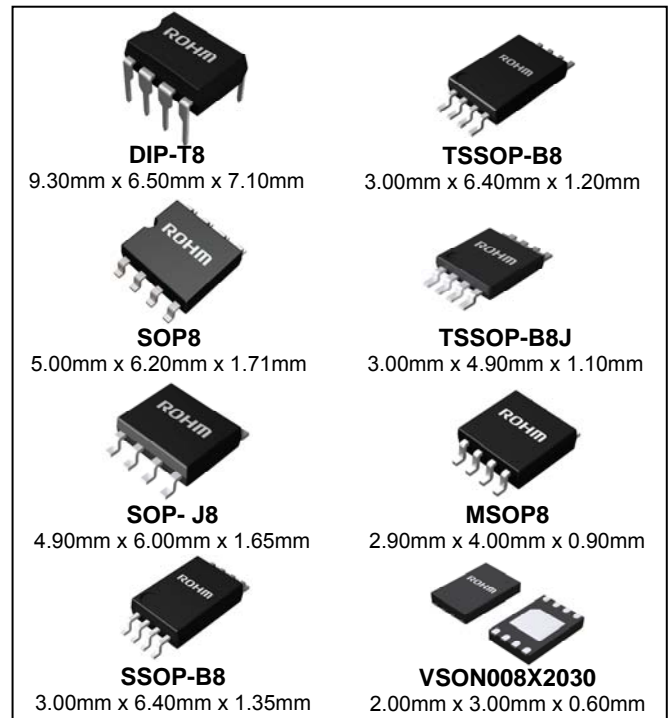 ROHM
DIP-T8
9.30mm x 6.50mm x 7.10mm
ROHM
TSSOP-B8
3.00mm x 6.40mm x 1.20mm
ROHM
SOP8
5.00mm x 6.20mm x 1.71mm
ROHM
TSSOP-B8J
3.00mm x 4.90mm x 1.10mm
ROHM
SOP- J8
4.90mm x 6.00mm x 1.65mm
ROHM
MSOP8
2.90mm x 4.00mm x 0.90mm
ROHM
SSOP-B8
3.00mm x 6.40mm x 1.35mm
ROHM
VSON008X2030
2.00mm x 3.00mm x 0.60mm